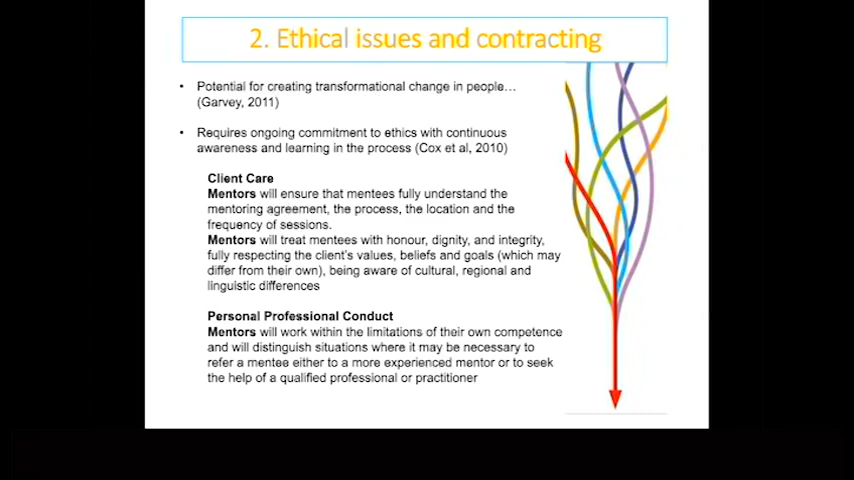 2. Ethical issues and contracting
• Potential for creating transformational change in people…
(Garvey, 2011)
• Requires ongoing commitment to ethics with continuous
awareness and learning in the process (Cox et al, 2010)
Client Care
Mentors will ensure that mentees fully understand the
mentoring agreement, the process, the location and the
frequency of sessions.
Mentors will treat mentees with honour, dignity, and integrity,
fully respecting the client's values, beliefs and goals (which may
differ from their own), being aware of cultural, regional and
linguistic differences
Personal Professional Conduct
Mentors will work within the limitations of their own competence
and will distinguish situations where it may be necessary to
refer a mentee either to a more experienced mentor or to seek
the help of a qualified professional or practitioner